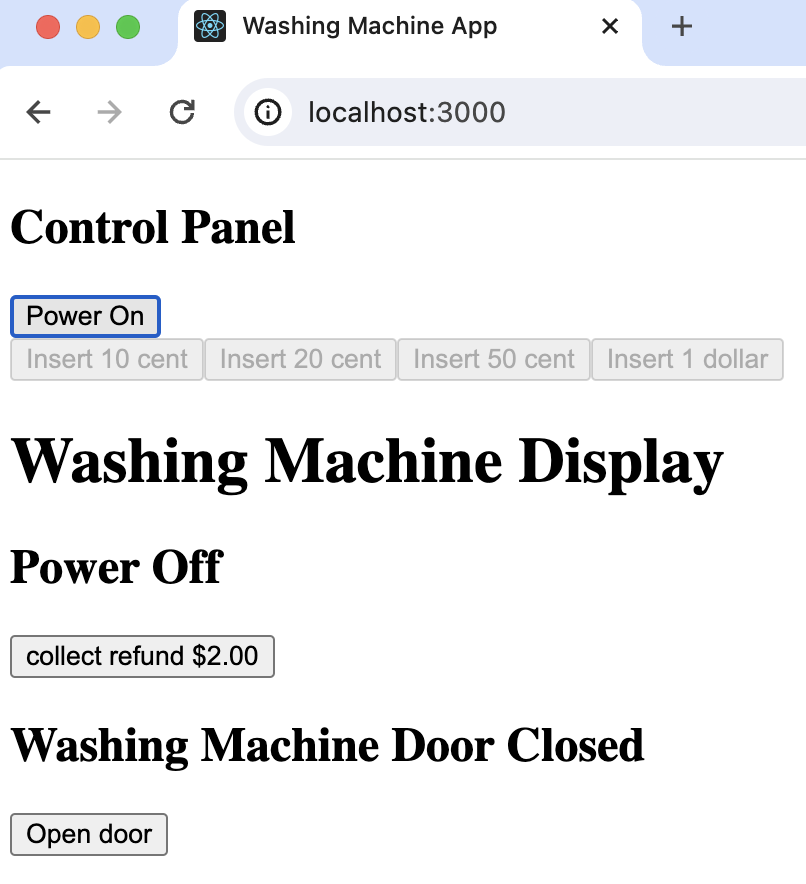 Washing Machine App
localhost:3000
Control Panel
Power On
Insert 10 cent Insert 20 cent Insert 50 cent Insert 1 dollar
Washing Machine Display
Power Off
collect refund $2.00
Washing Machine Door Closed
Open door